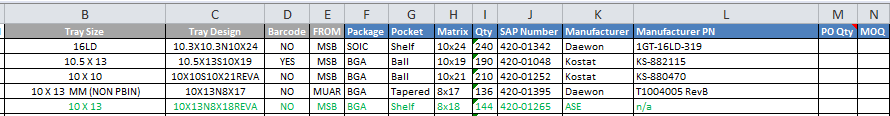 B C D E F G H I J K L M N
Tray Size Tray Design Barcode FROM Package Pocket Matrix Qty SAP Number Manufacturer Manufacturer PN PO Qty MOQ
16LD 10.3X10.3N10X24 NO MSB SOIC Shelf 10x24 240 420-01342 Daewon 1GT-16LD-319
10.5 X 13 10.5X13S10X19 YES MSB BGA Ball 10x19 190 420-01048 Kostat KS-882115
10 X 10 10X10S10X21REVA NO MSB BGA Ball 10x21 210 420-01252 Kostat KS-880470
10 X 13 MM (NON PBIN) 10X13N8X17 NO MUAR BGA Tapered 8x17 136 420-01395 Daewon T1004005 RevB
10 X 13 10X13N8X18REVA NO MSB BGA Shelf 8x18 144 420-01265 ASE n/a